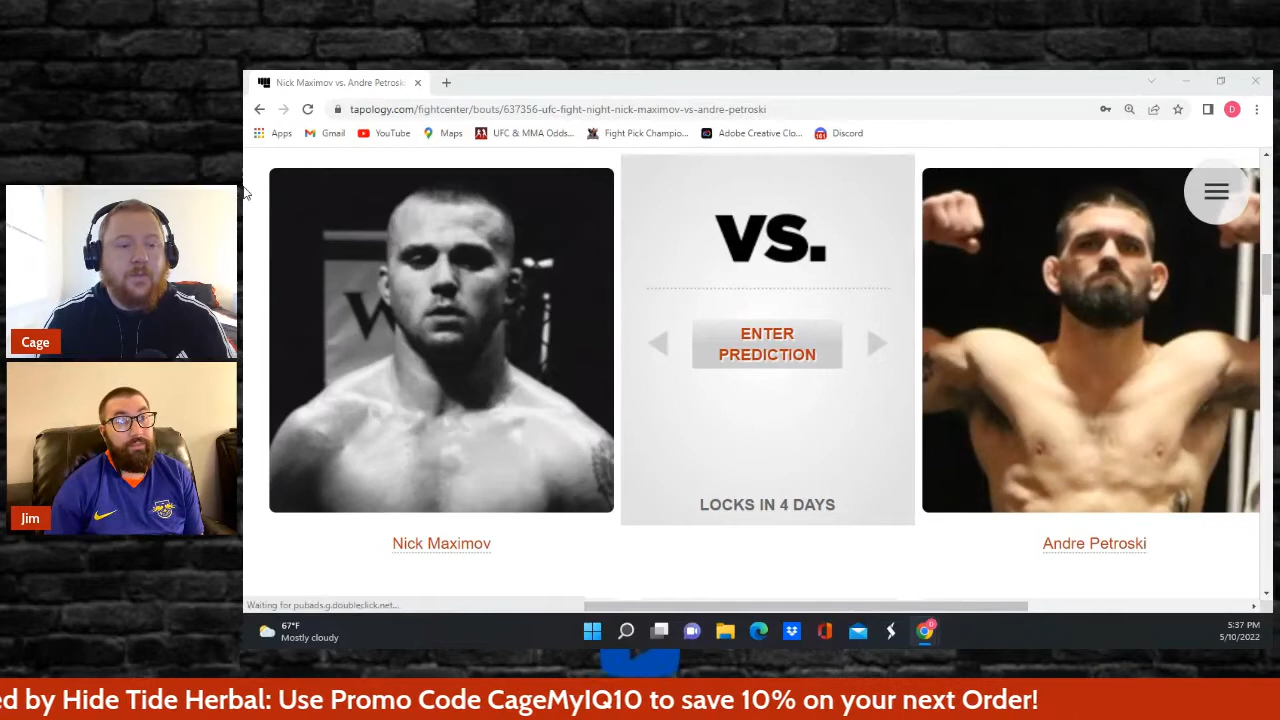 Nick Maximov vs. Andre Petrosk
tapology.com/fightcenter/bouts/637356-ufc-fight-night-nick-maximov-vs-andre-petroski
D
Apps
Gmail
YouTube
Maps
UFC & MMA Odds...
Fight Pick Champio...
Adobe Creative Clo...
Discord
VS.
ENTER
PREDICTION
LOCKS IN 4 DAYS
Nick Maximov
Andre Petroski
Cage
Jim
Waiting for pubads.g.doubleclick.net...
67°F
Mostly cloudy
5:37 PM
5/10/2022
ed by Hide Tide Herbal: Use Promo Code CageMyIQ10 to save 10% on your next Order!